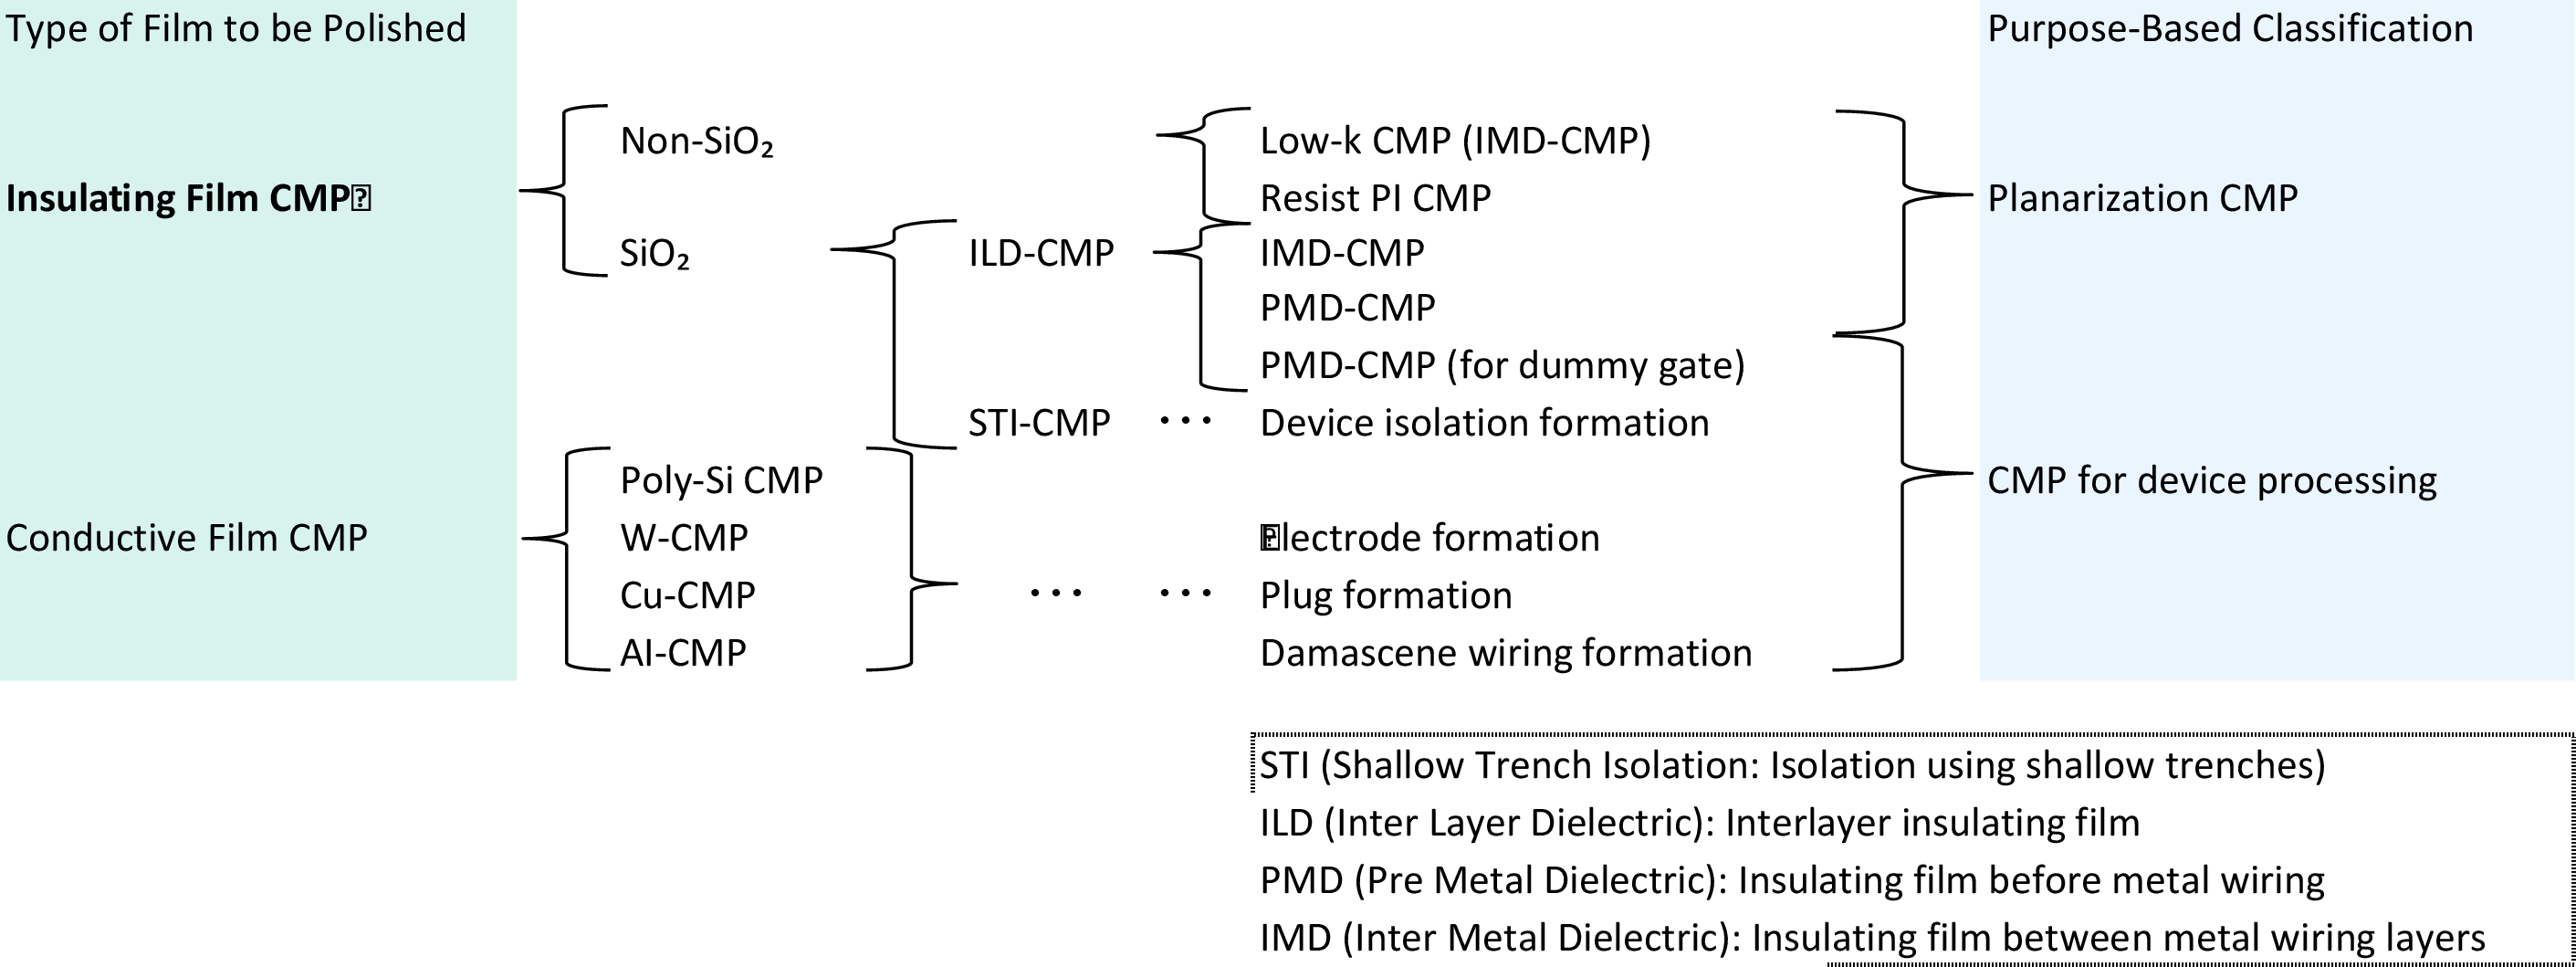 Type of Film to be Polished
Purpose-Based Classification
Non-SiO₂
Low-k CMP (IMD-CMP)
Insulating Film CMP
Resist PI CMP
Planarization CMP
SiO₂
ILD-CMP
IMD-CMP
PMD-CMP
PMD-CMP (for dummy gate)
STI-CMP
···
Device isolation formation
Poly-Si CMP
CMP for device processing
Conductive Film CMP
W-CMP
Electrode formation
Cu-CMP
···
···
Plug formation
Al-CMP
Damascene wiring formation
STI (Shallow Trench Isolation: Isolation using shallow trenches)
ILD (Inter Layer Dielectric): Interlayer insulating film
PMD (Pre Metal Dielectric): Insulating film before metal wiring
IMD (Inter Metal Dielectric): Insulating film between metal wiring layers